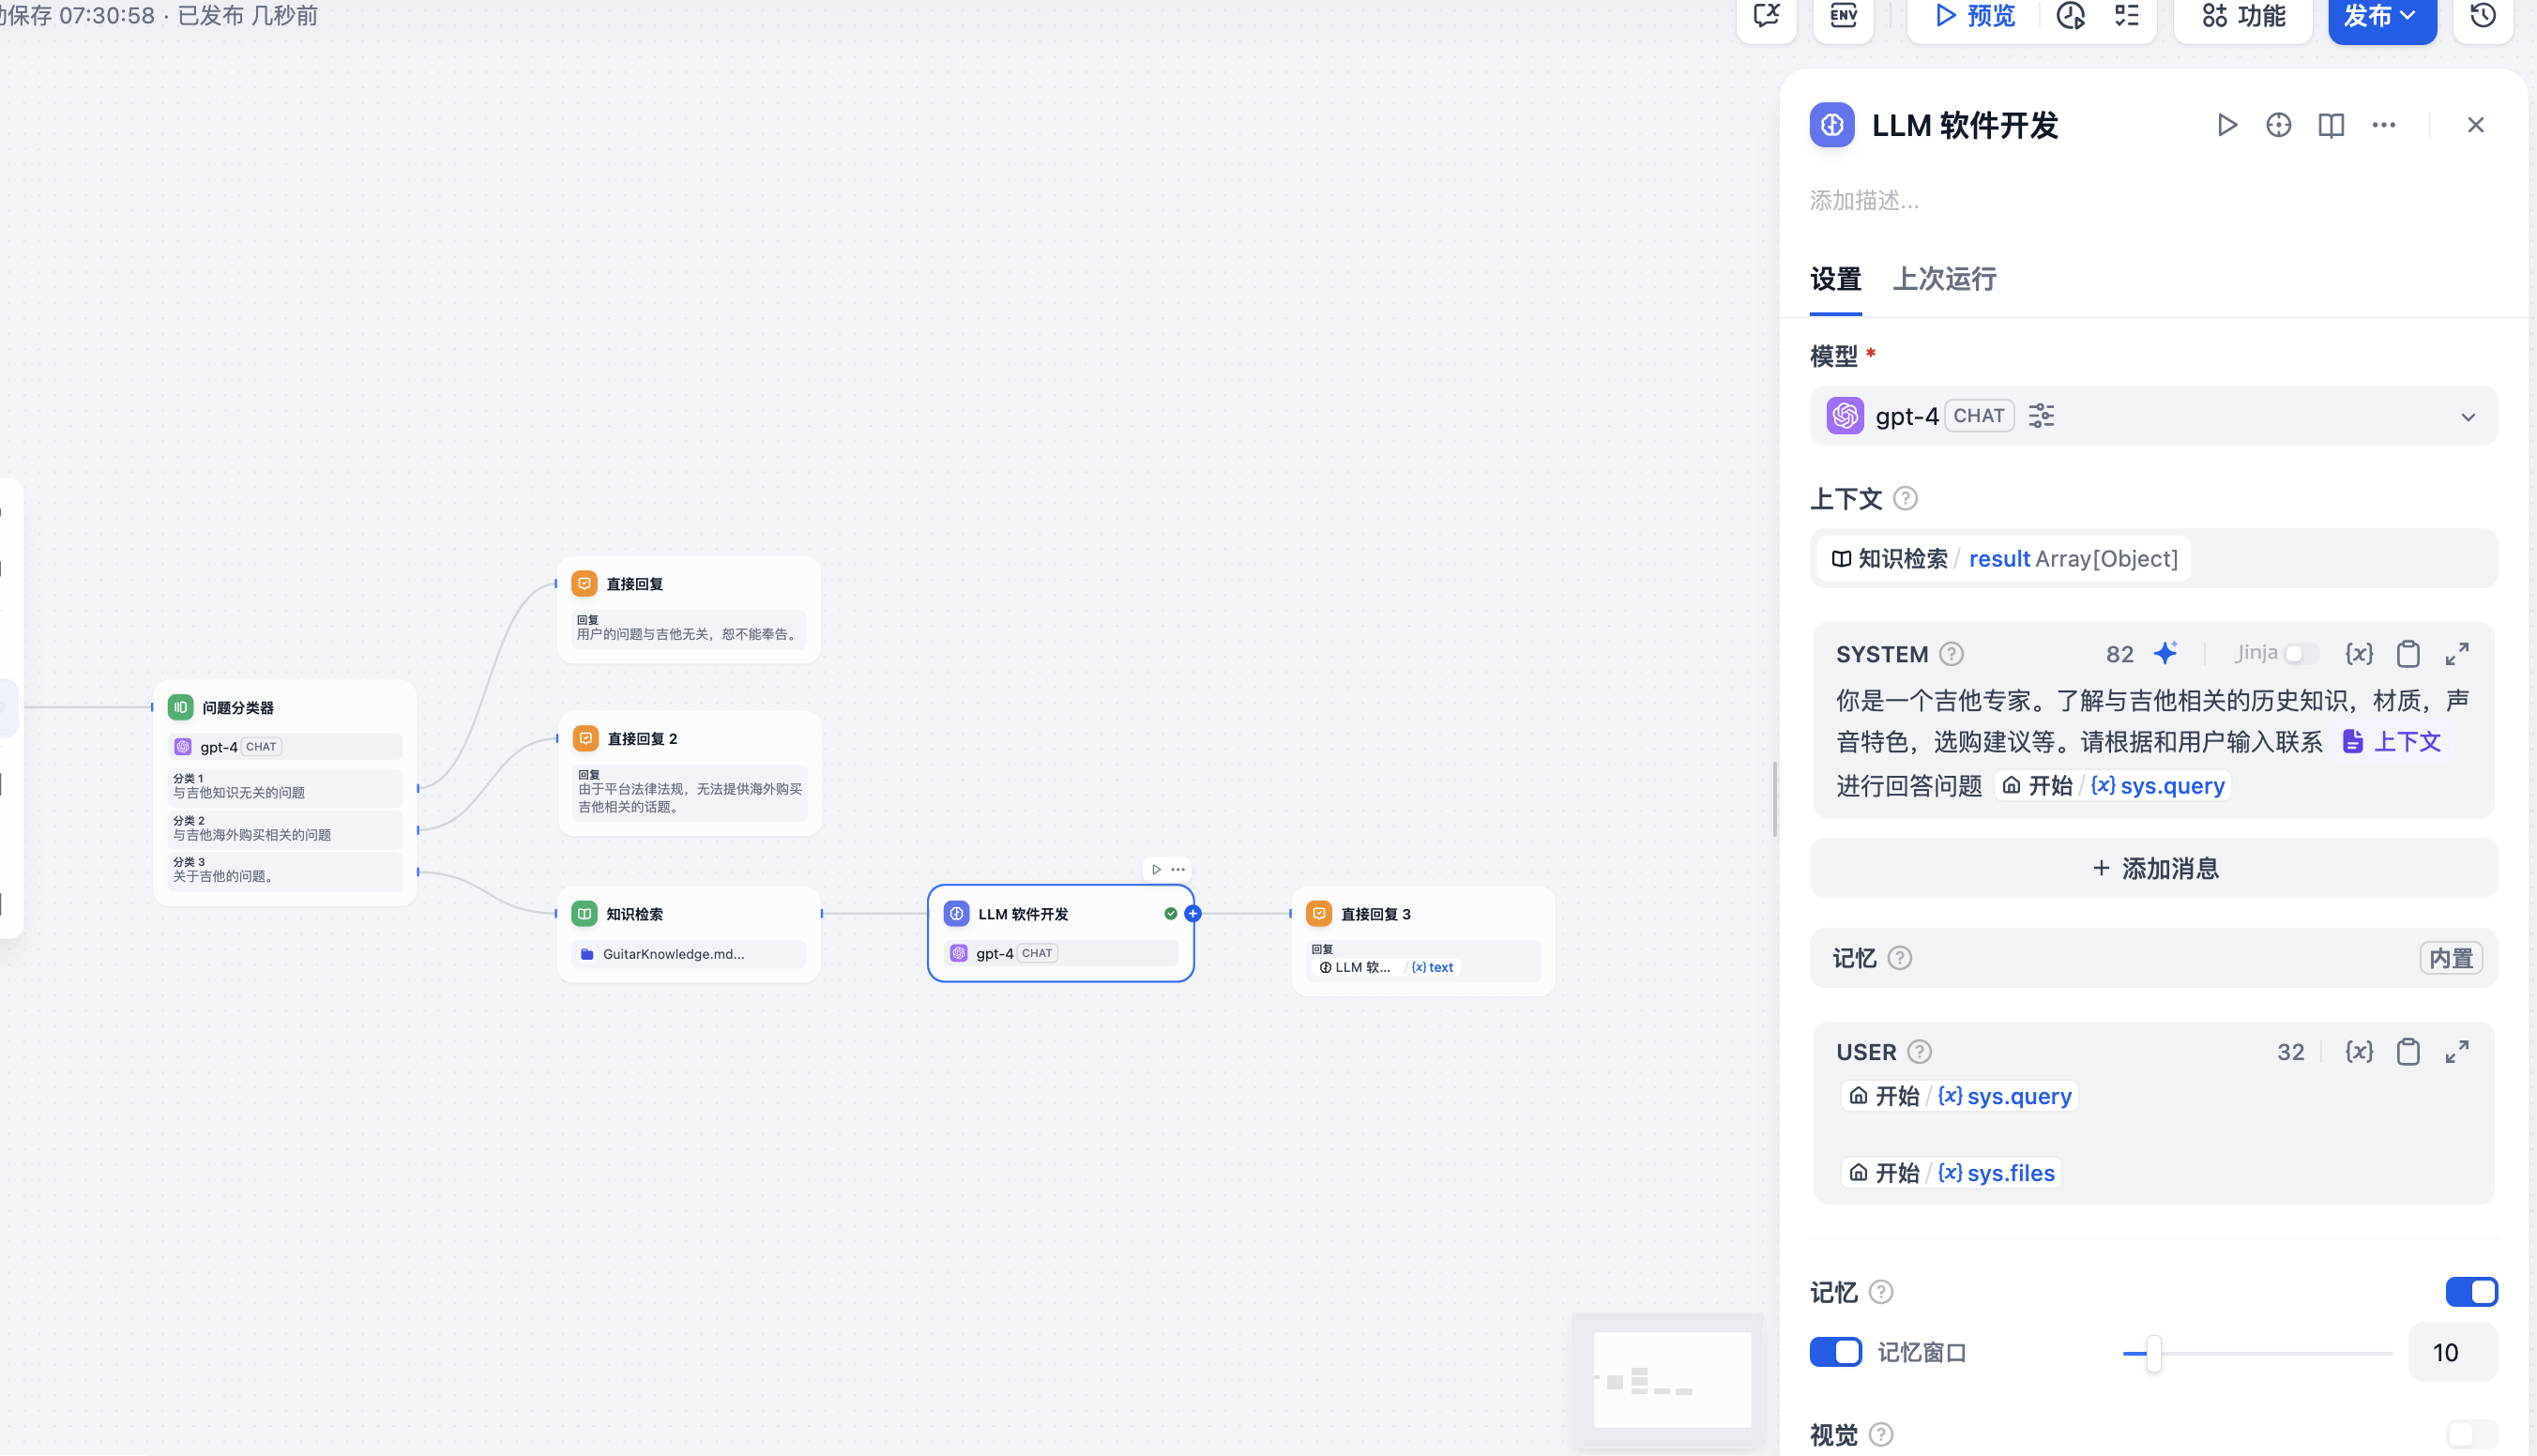 动保存 07:30:58 · 已发布 几秒前
ENV
预览
功能
发布
LLM 软件开发
添加描述...
设置
上次运行
模型 *
gpt-4 CHAT
上下文
知识检索 / result Array[Object]
SYSTEM
82
Jinja
{x}
你是一个吉他专家。了解与吉他相关的历史知识，材质，声
音特色，选购建议等。请根据和用户输入联系 上下文
进行回答问题 开始 / {x} sys.query
+ 添加消息
记忆
内置
USER
32
{x}
开始 / {x} sys.query
开始 / {x} sys.files
记忆
记忆窗口
10
视觉
问题分类器
gpt-4 CHAT
分类 1
与吉他知识无关的问题
分类 2
与吉他海外购买相关的问题
分类 3
关于吉他的问题。
直接回复
回复
用户的问题与吉他无关，恕不能奉告。
直接回复 2
回复
由于平台法律法规，无法提供海外购买
吉他相关的话题。
知识检索
GuitarKnowledge.md...
LLM 软件开发
gpt-4 CHAT
直接回复 3
回复
LLM 软... / {x} text